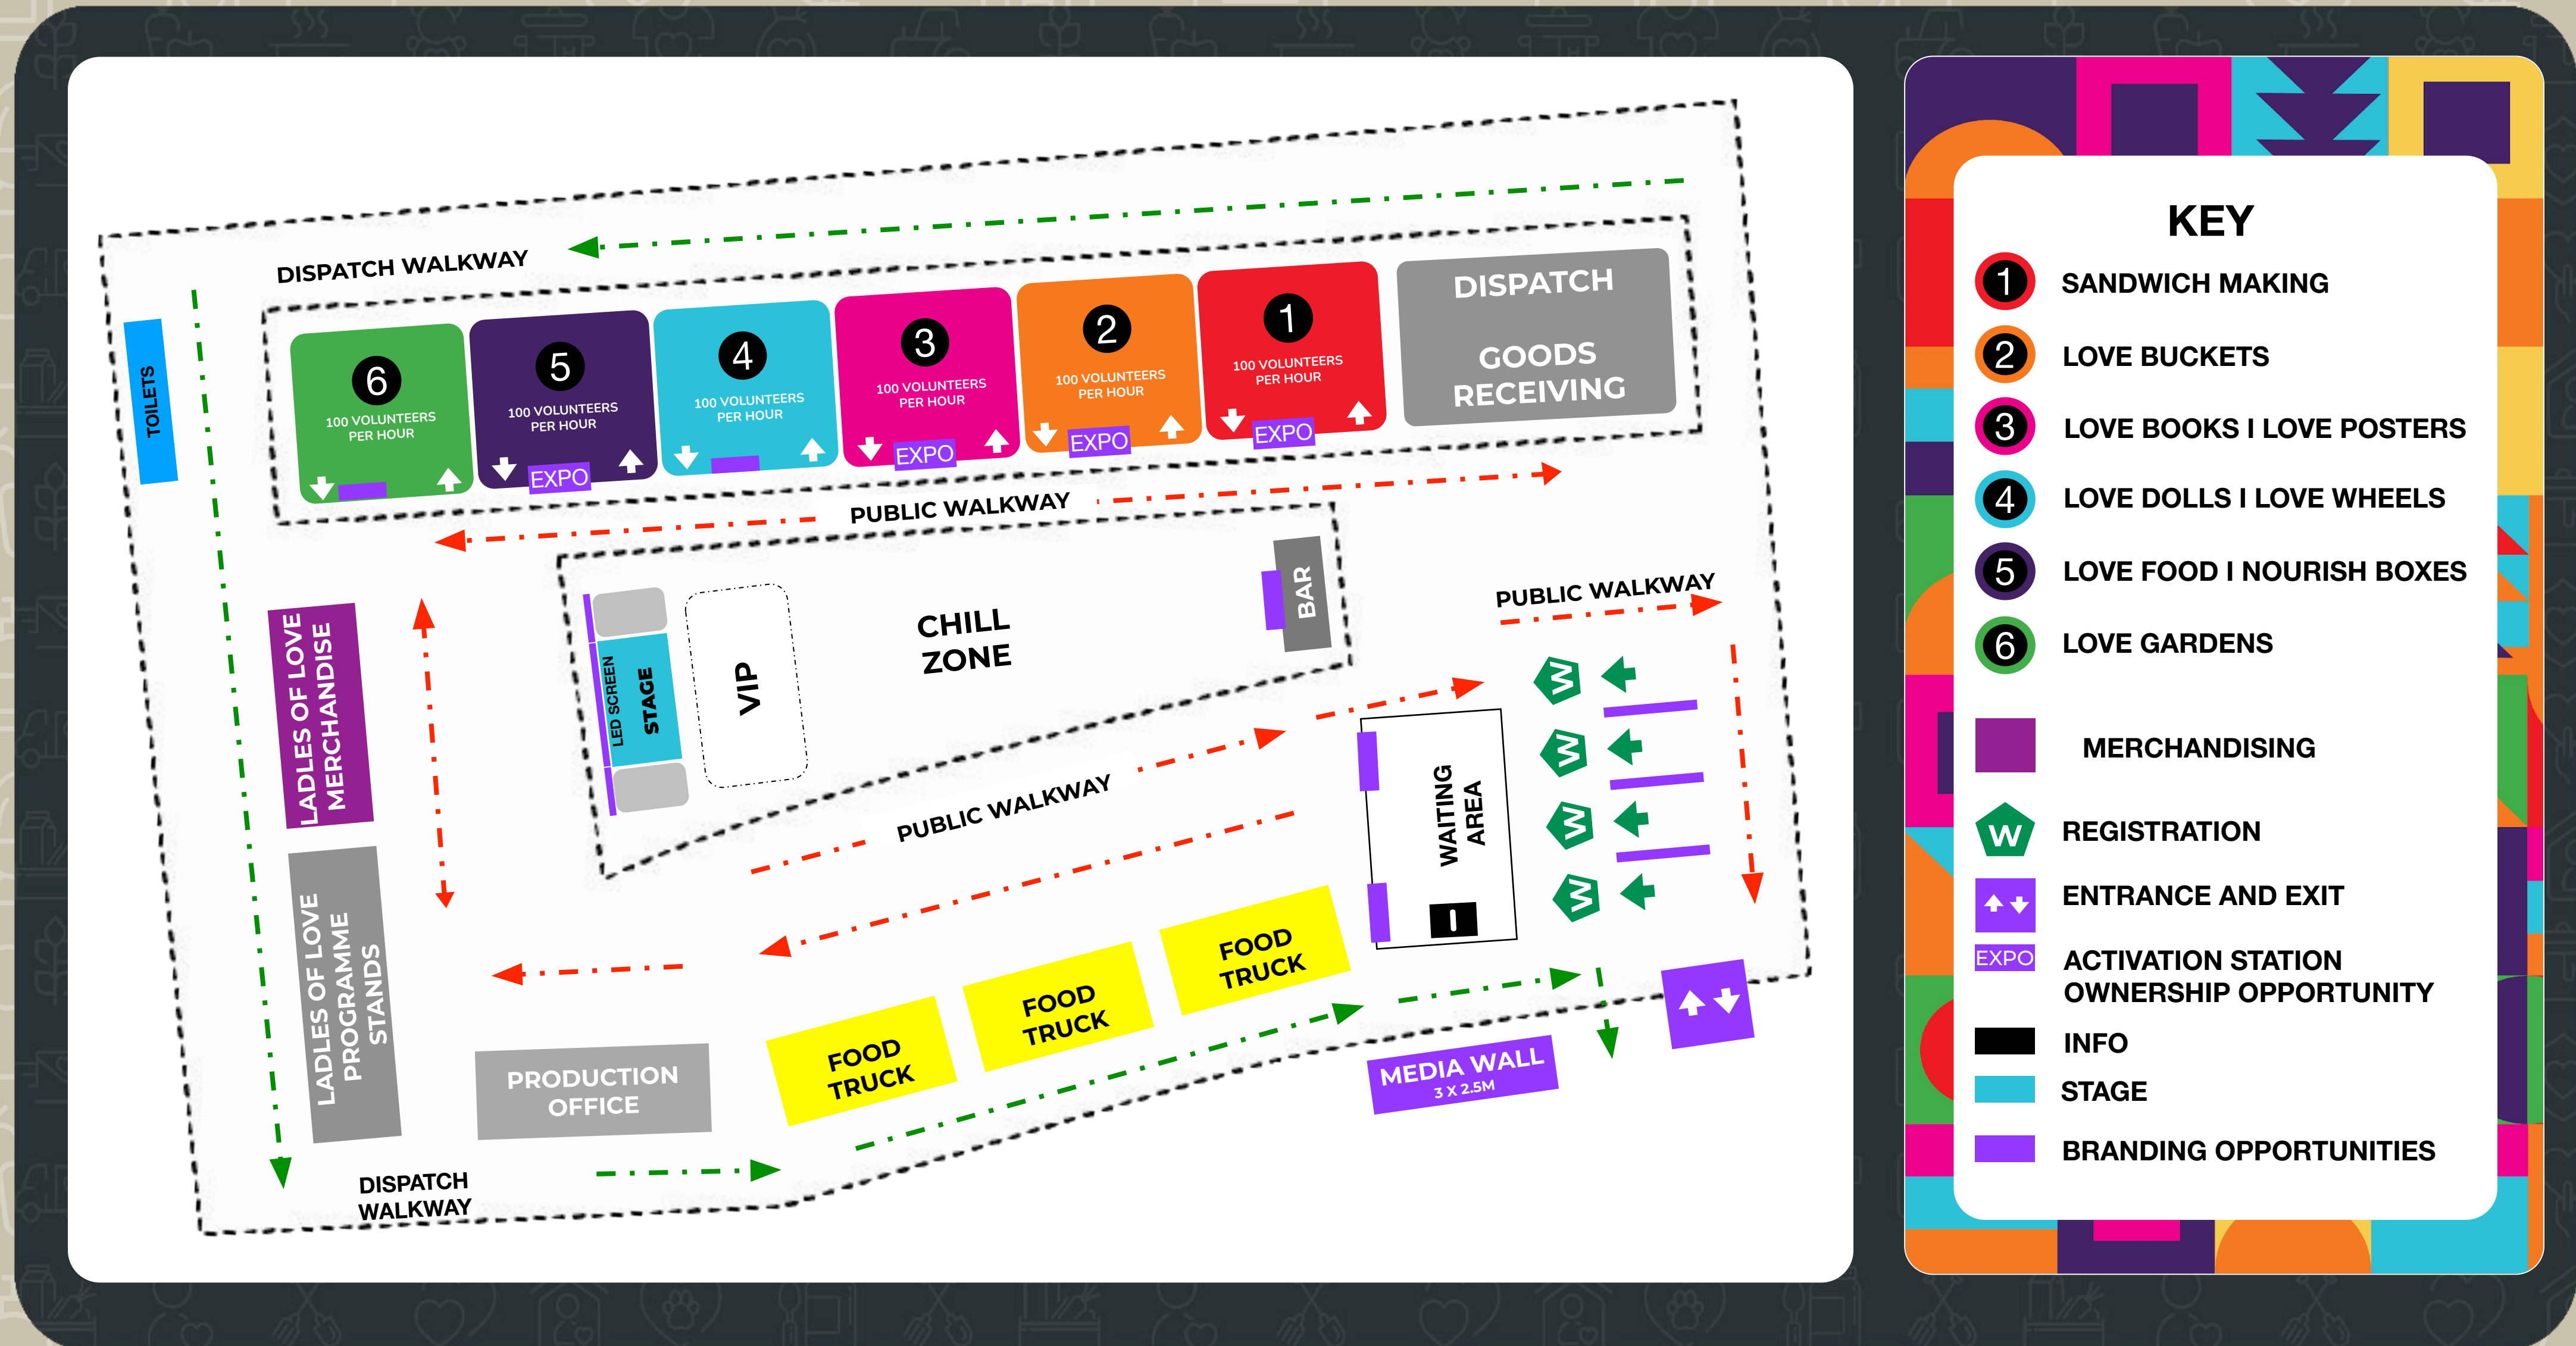 DISPATCH WALKWAY
TOILETS
6
100 VOLUNTEERS
PER HOUR
5
100 VOLUNTEERS
PER HOUR
EXPO
4
100 VOLUNTEERS
PER HOUR
3
100 VOLUNTEERS
PER HOUR
EXPO
2
100 VOLUNTEERS
PER HOUR
EXPO
1
100 VOLUNTEERS
PER HOUR
EXPO
DISPATCH
GOODS
RECEIVING
PUBLIC WALKWAY
LADLES OF LOVE
MERCHANDISE
LED SCREEN
STAGE
VIP
CHILL
ZONE
BAR
PUBLIC WALKWAY
W
W
W
W
PUBLIC WALKWAY
WAITING
AREA
I
LADLES OF LOVE
PROGRAMME
STANDS
PRODUCTION
OFFICE
FOOD
TRUCK
FOOD
TRUCK
FOOD
TRUCK
MEDIA WALL
3 X 2.5M
DISPATCH
WALKWAY
KEY
1 SANDWICH MAKING
2 LOVE BUCKETS
3 LOVE BOOKS I LOVE POSTERS
4 LOVE DOLLS I LOVE WHEELS
5 LOVE FOOD I NOURISH BOXES
6 LOVE GARDENS
MERCHANDISING
W REGISTRATION
ENTRANCE AND EXIT
EXPO ACTIVATION STATION
OWNERSHIP OPPORTUNITY
INFO
STAGE
BRANDING OPPORTUNITIES